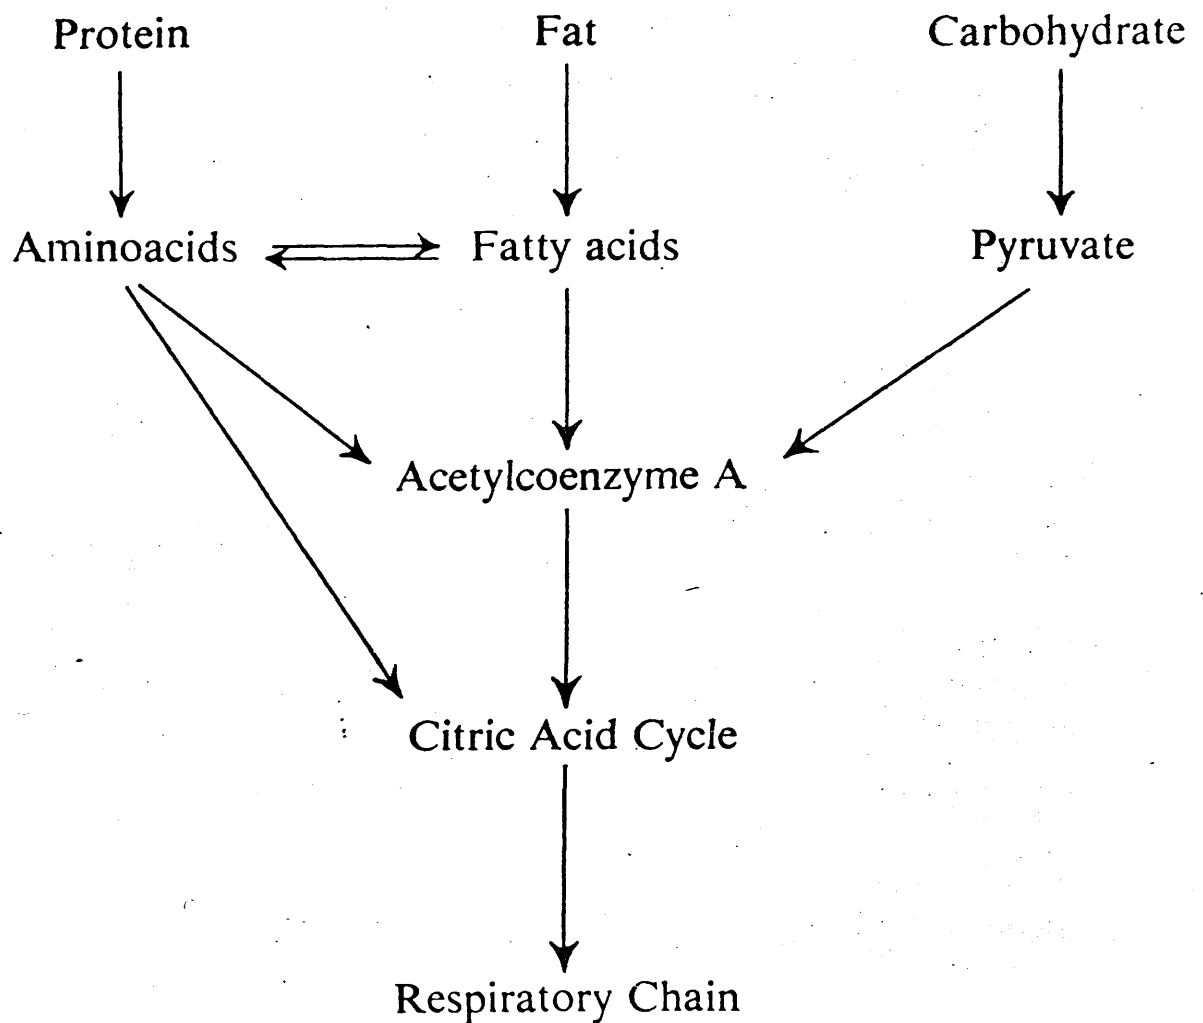 Protein Fat Carbohydrate
Aminoacids Fatty acids Pyruvate
Acetylcoenzyme A
Citric Acid Cycle
Respiratory Chain